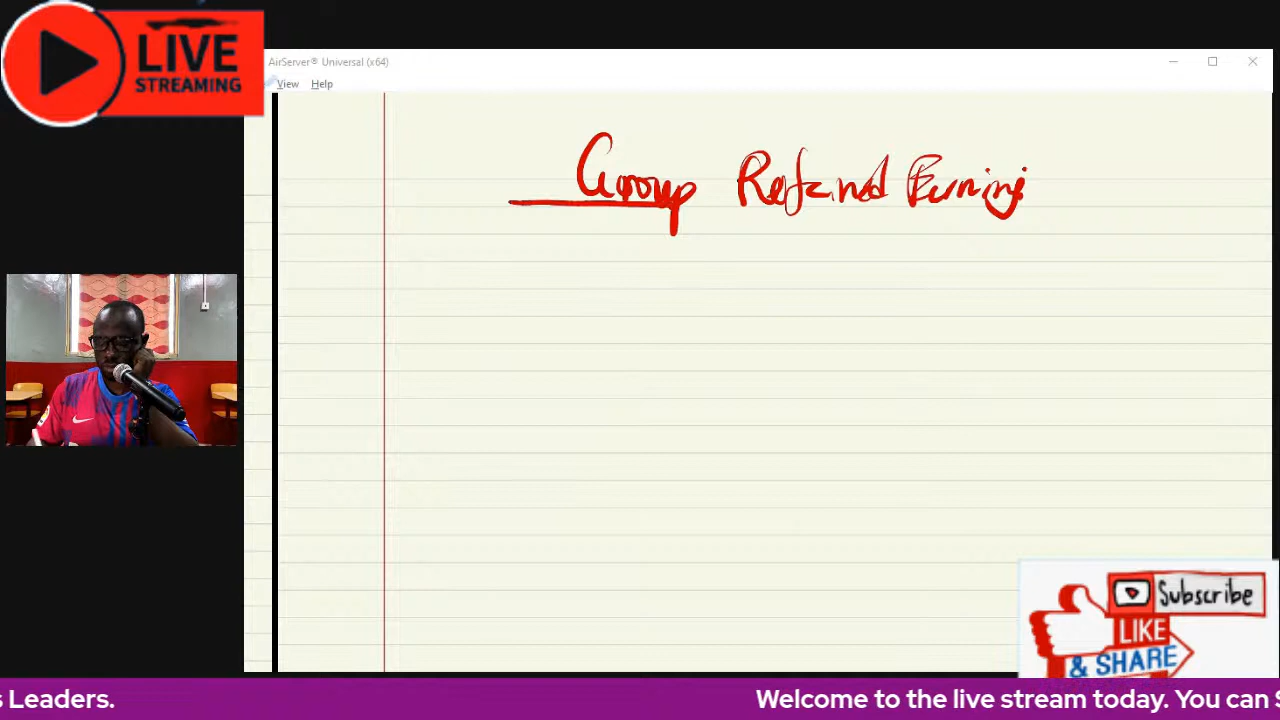 LIVE
STREAMING
AirServer® Universal (x64)
View Help
Group Retained Earnings
Subscribe
LIKE
& SHARE
s Leaders.
Welcome to the live stream today. You can S